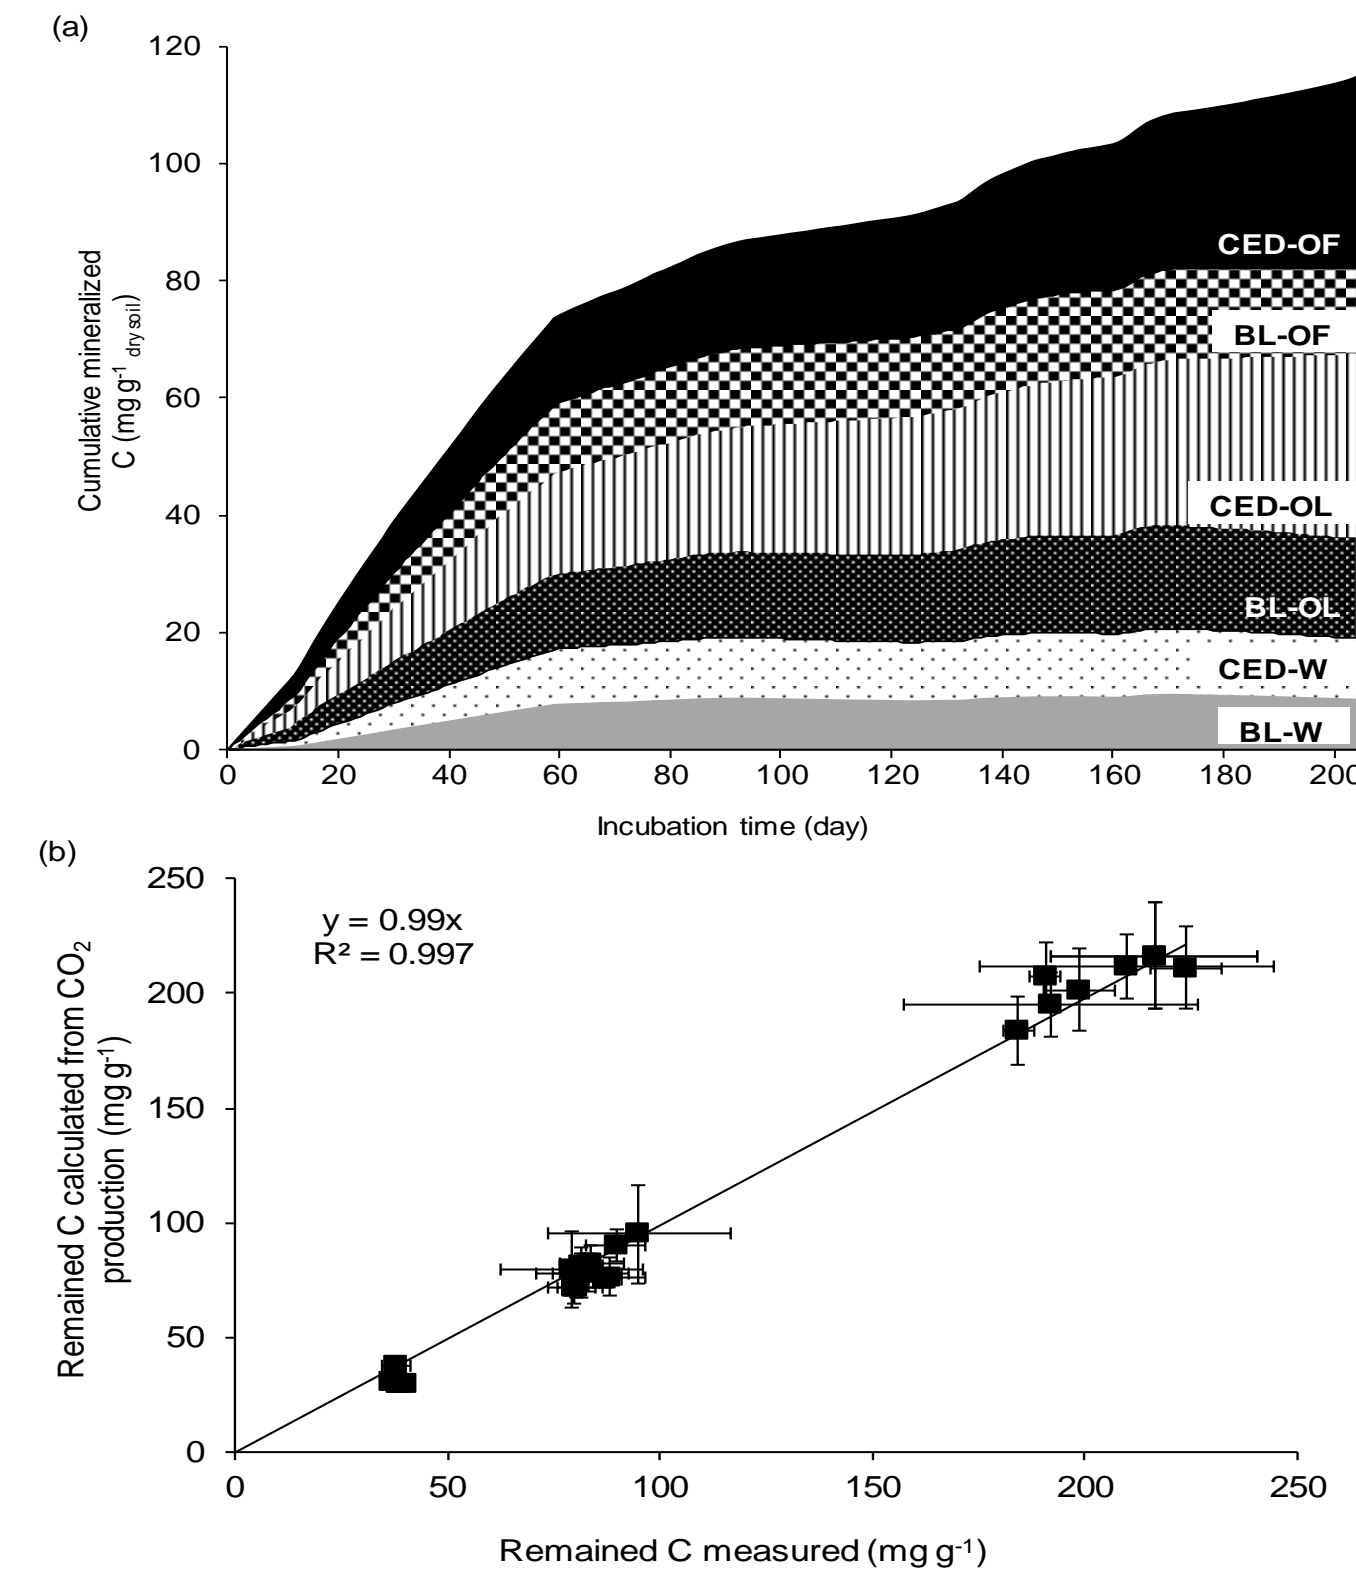 (a)
120
100
80
60
40
20
0
Cumulative mineralized
C (mg g-1 dry soil)
CED-OF
BL-OF
CED-OL
BL-OL
CED-W
BL-W
0 20 40 60 80 100 120 140 160 180 200
Incubation time (day)
(b)
250
200
150
100
50
0
y = 0.99x
R² = 0.997
Remained C calculated from CO2
production (mg g-1)
0 50 100 150 200 250
Remained C measured (mg g-1)